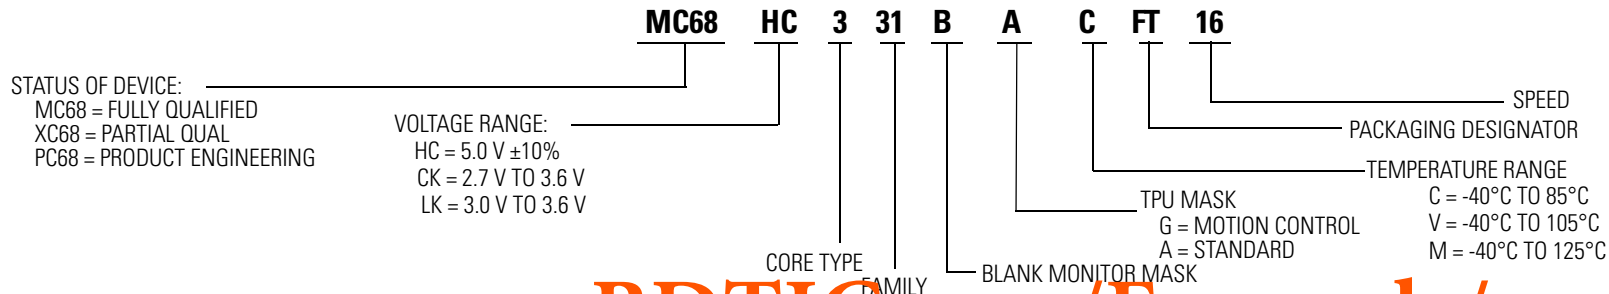 MC68 HC 3 31 B A C FT 16
STATUS OF DEVICE:
MC68 = FULLY QUALIFIED
XC68 = PARTIAL QUAL
PC68 = PRODUCT ENGINEERING
VOLTAGE RANGE:
HC = 5.0 V ±10%
CK = 2.7 V TO 3.6 V
LK = 3.0 V TO 3.6 V
CORE TYPE
FAMILY
BLANK MONITOR MASK
TPU MASK
G = MOTION CONTROL
A = STANDARD
TEMPERATURE RANGE
C = -40°C TO 85°C
V = -40°C TO 105°C
M = -40°C TO 125°C
PACKAGING DESIGNATOR
SPEED